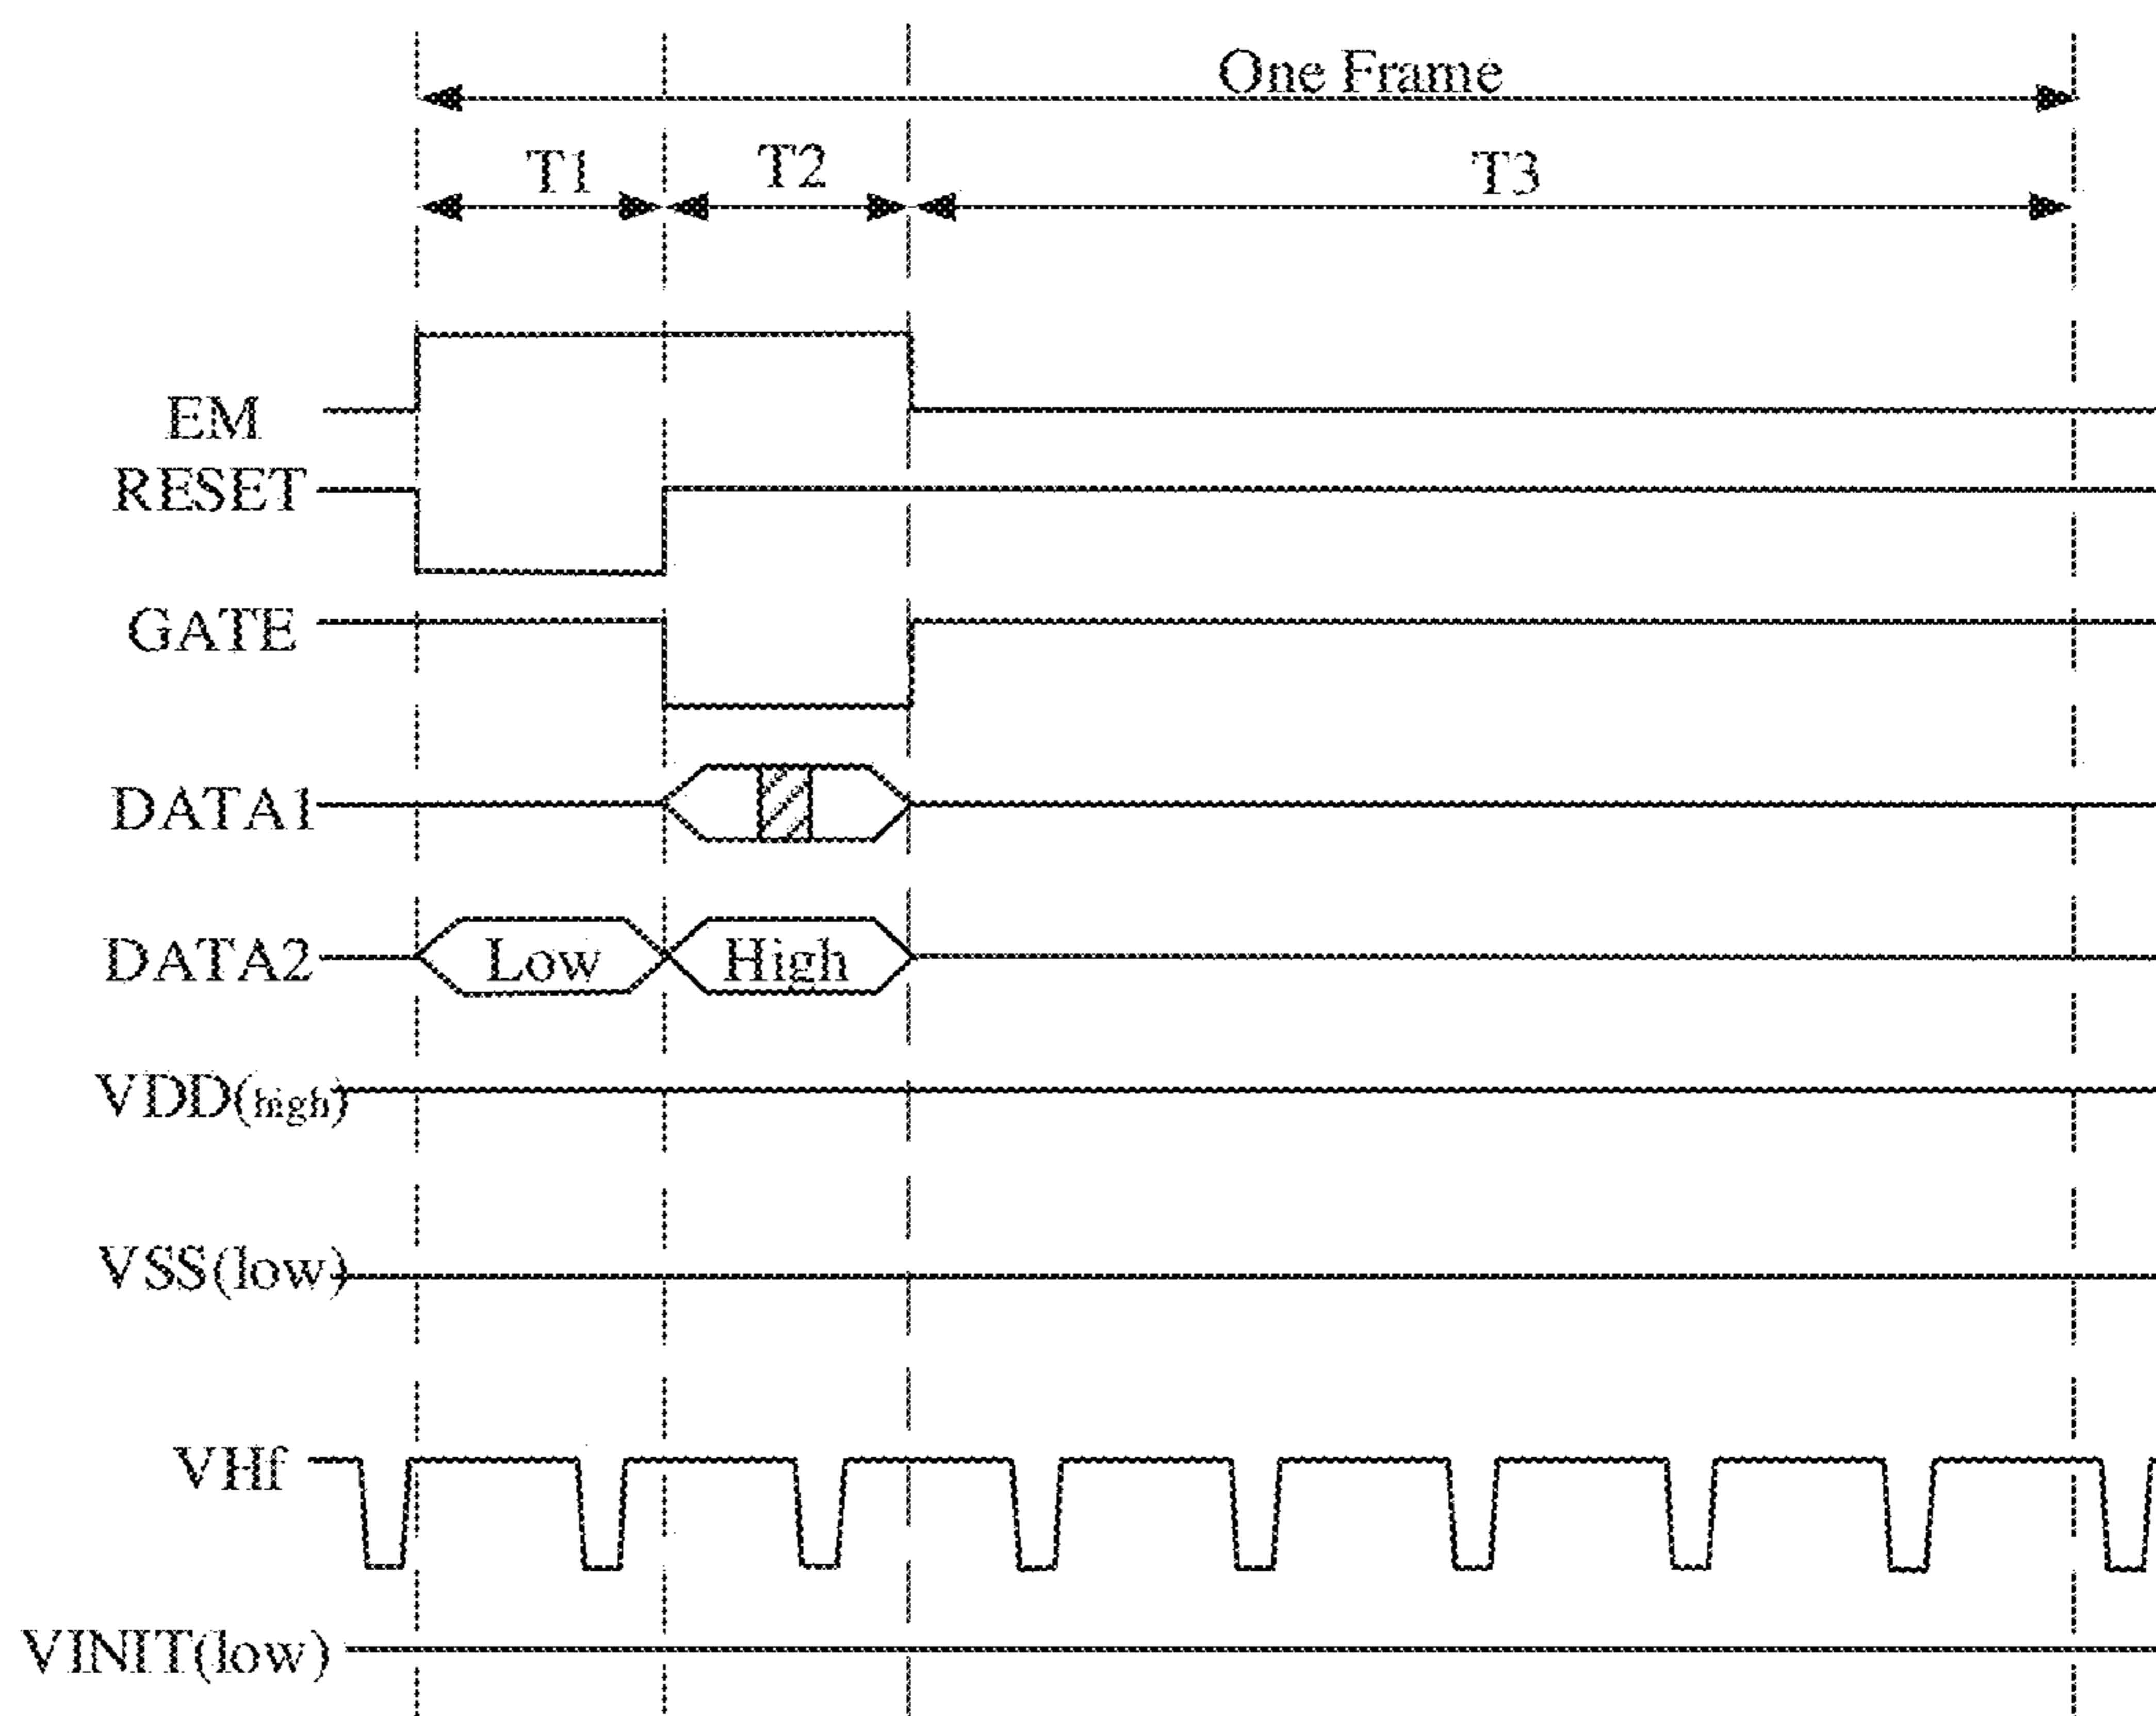 One Frame
T1 T2 T3
EM
RESET
GATE
DATA1
DATA2 Low High
VDD(high)
VSS(low)
VHf
VINIT(low)